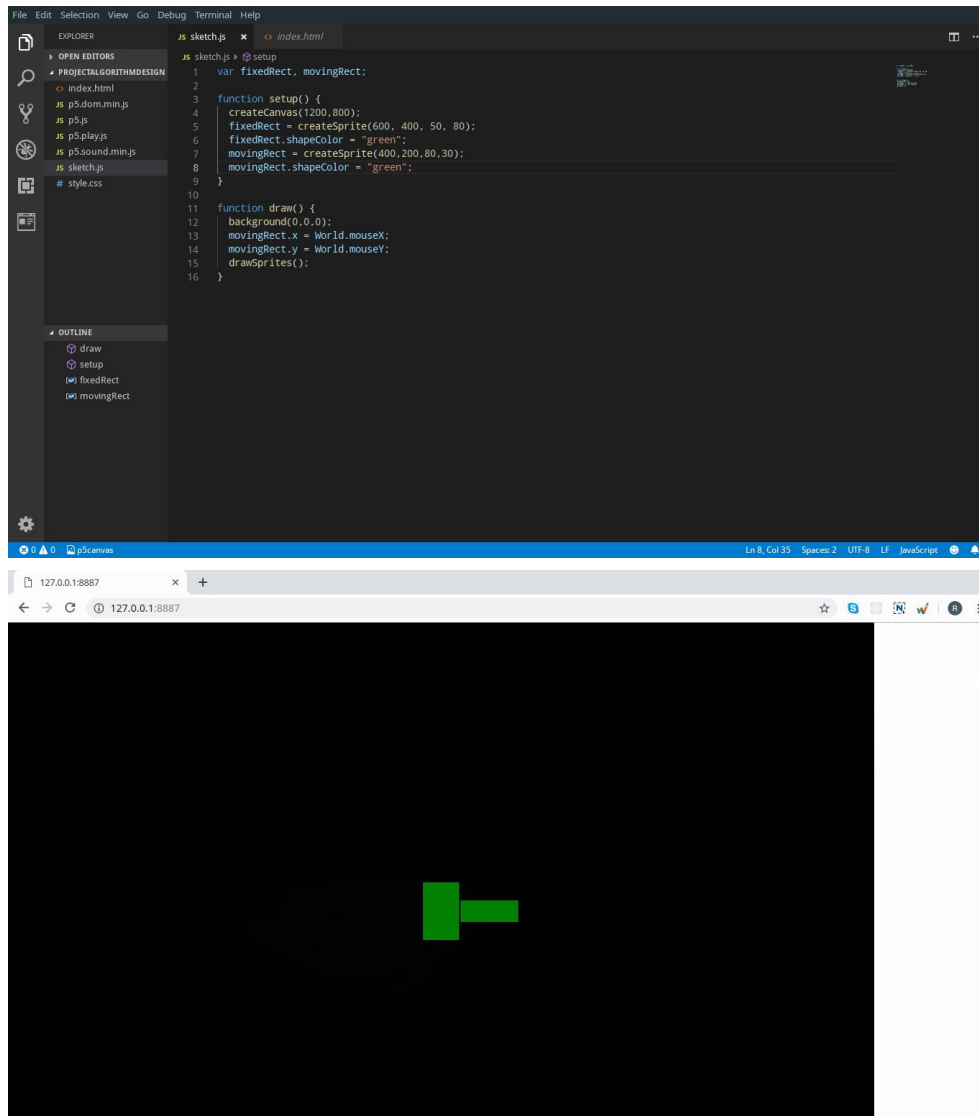 File Edit Selection View Go Debug Terminal Help
EXPLORER
JS sketch.js × <> index.html
OPEN EDITORS
PROJECTALGORITHMDESIGN
<> index.html
JS p5.dom.min.js
JS p5.js
JS p5.play.js
JS p5.sound.min.js
JS sketch.js
# style.css
JS sketch.js ▸ setup
1 var fixedRect, movingRect;
2
3 function setup() {
4 createCanvas(1200,800);
5 fixedRect = createSprite(600, 400, 50, 80);
6 fixedRect.shapeColor = "green";
7 movingRect = createSprite(400,200,80,30);
8 movingRect.shapeColor = "green";
9 }
10
11 function draw() {
12 background(0,0,0);
13 movingRect.x = World.mouseX;
14 movingRect.y = World.mouseY;
15 drawSprites();
16 }
OUTLINE
draw
setup
fixedRect
movingRect
0 0 p5canvas Ln 8, Col 35 Spaces: 2 UTF-8 LF JavaScript
127.0.0.1:8887 × +
127.0.0.1:8887
S N R